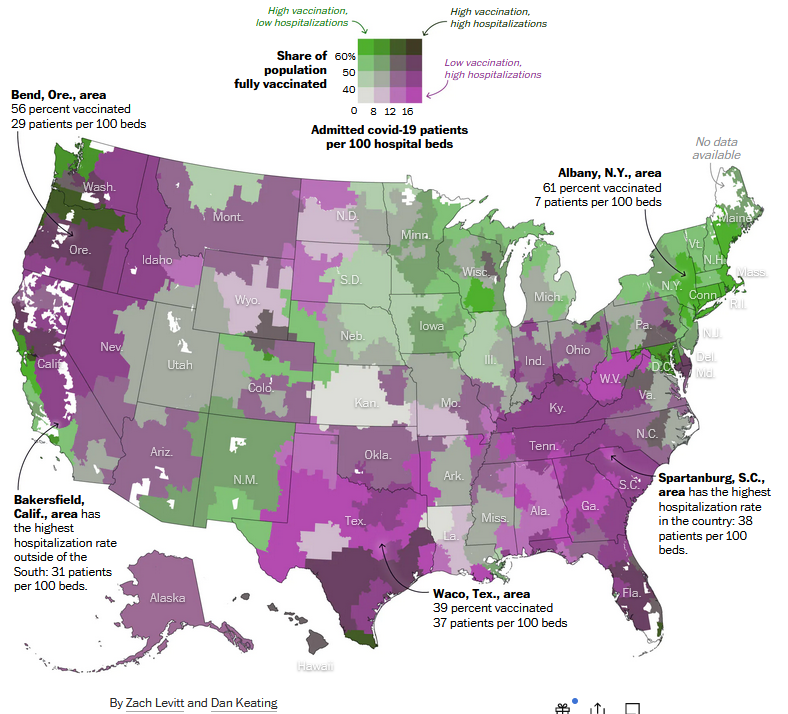 High vaccination,
low hospitalizations
High vaccination,
high hospitalizations
Share of
population
fully vaccinated
60%
50
40
0 8 12 16
Low vaccination,
high hospitalizations
Admitted covid-19 patients
per 100 hospital beds
Bend, Ore., area
56 percent vaccinated
29 patients per 100 beds
No data
available
Albany, N.Y., area
61 percent vaccinated
7 patients per 100 beds
Wash.
Mont.
N.D.
Minn.
Maine
Ore.
Idaho
Wyo.
S.D.
Wisc.
Mich.
Vt.
N.H.
Mass.
N.Y.
Conn.
R.I.
Nev.
Utah
Colo.
Neb.
Iowa
Ill.
Ind.
Ohio
Pa.
N.J.
Del.
D.C.
Md.
Calif.
Kan.
Mo.
W.V.
Va.
Ky.
Ariz.
N.M.
Okla.
Ark.
Tenn.
N.C.
S.C.
Tex.
La.
Miss.
Ala.
Ga.
Fla.
Bakersfield,
Calif., area has
the highest
hospitalization rate
outside of the
South: 31 patients
per 100 beds.
Spartanburg, S.C.,
area has the highest
hospitalization rate
in the country: 38
patients per 100
beds.
Waco, Tex., area
39 percent vaccinated
37 patients per 100 beds
Alaska
Hawaii
By Zach Levitt and Dan Keating